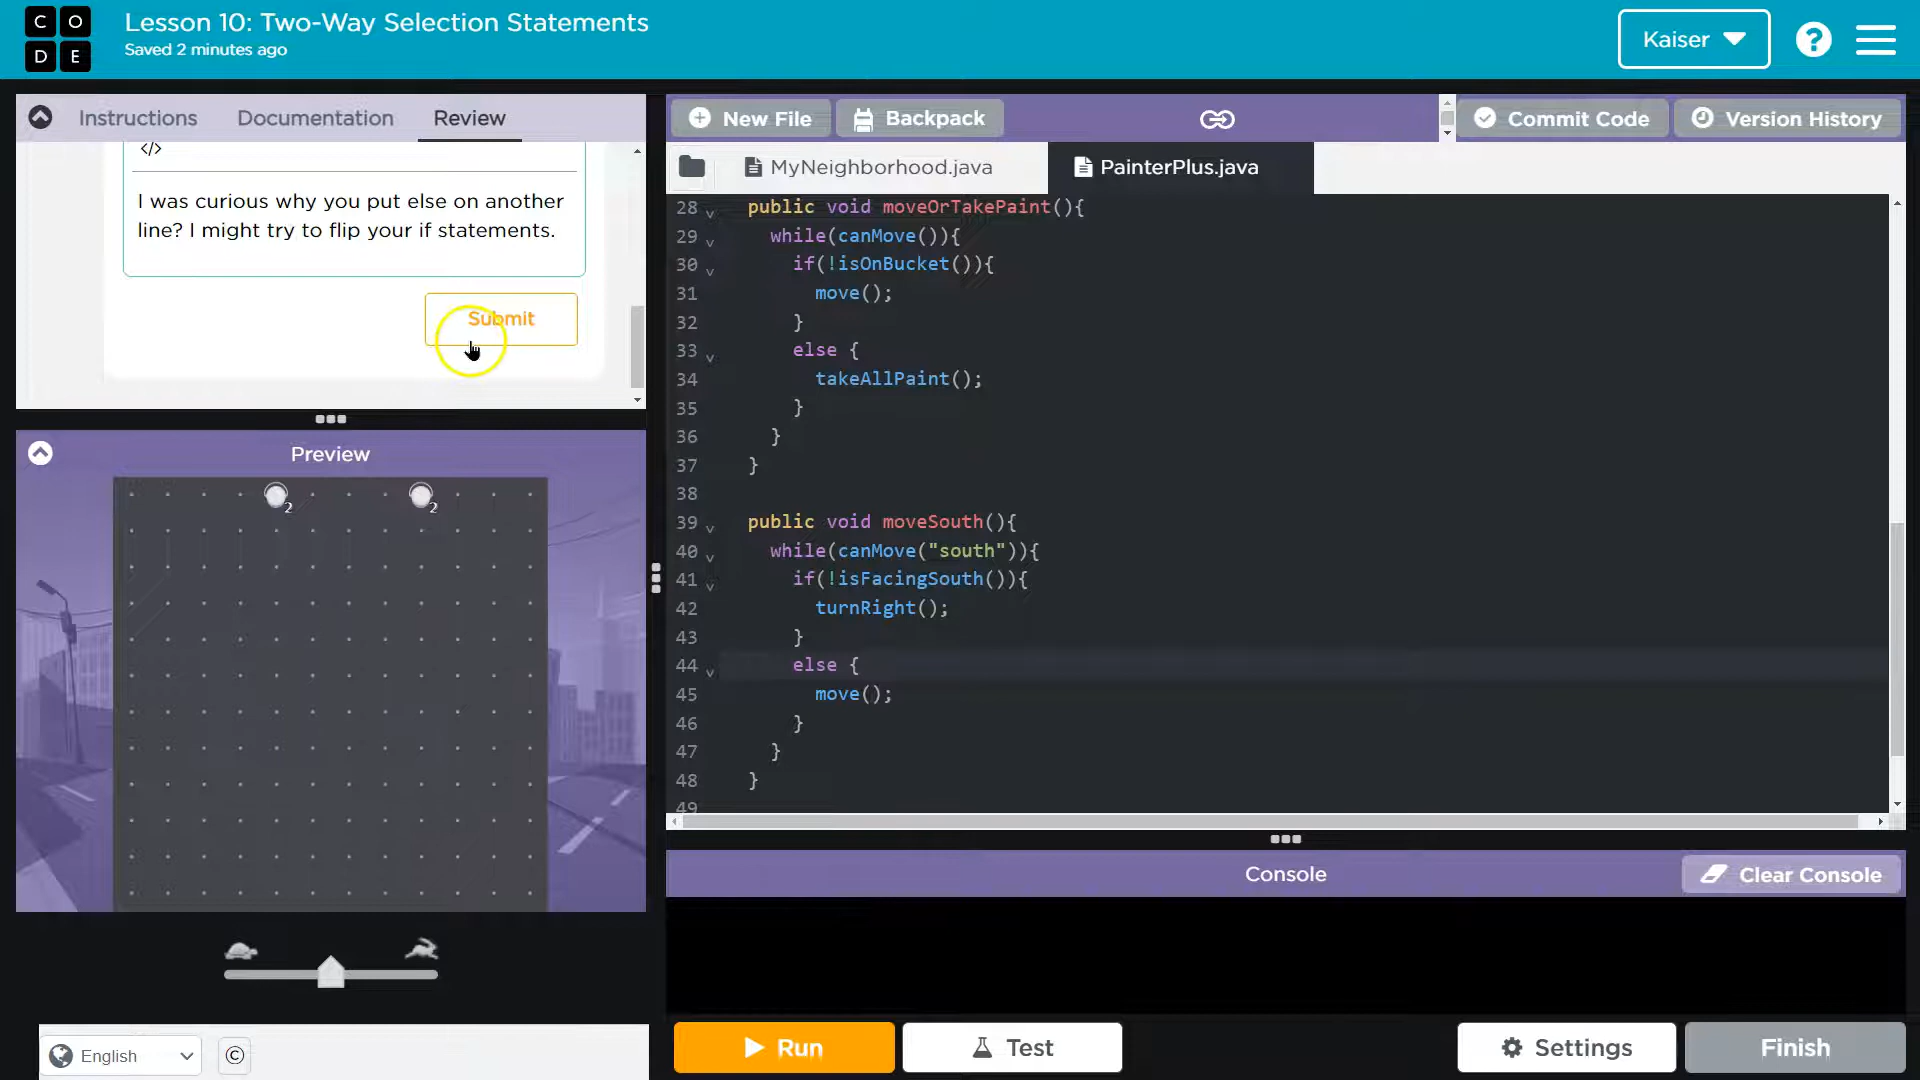 C O
D E
Lesson 10: Two-Way Selection Statements
Saved 2 minutes ago
Kaiser
?
Instructions
Documentation
Review
</>
I was curious why you put else on another
line? I might try to flip your if statements.
Submit
Preview
2
2
English
©
New File
Backpack
Commit Code
Version History
MyNeighborhood.java
PainterPlus.java
28 public void moveOrTakePaint(){
29 while(canMove()){
30 if(!isOnBucket()){
31 move();
32 }
33 else {
34 takeAllPaint();
35 }
36 }
37 }
38
39 public void moveSouth(){
40 while(canMove("south")){
41 if(!isFacingSouth()){
42 turnRight();
43 }
44 else {
45 move();
46 }
47 }
48 }
49
Console
Clear Console
Run
Test
Settings
Finish